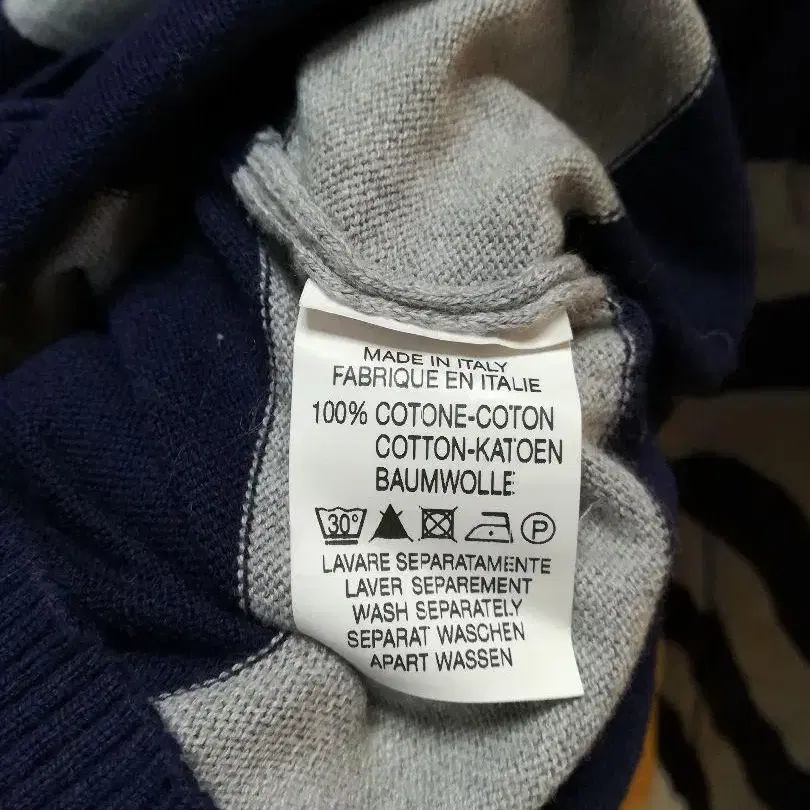 MADE IN ITALY
FABRIQUE EN ITALIE
100% COTONE-COTON
COTTON-KATOEN
BAUMWOLLE
30° P
LAVARE SEPARATAMENTE
LAVER SEPAREMENT
WASH SEPARATELY
SEPARAT WASCHEN
APART WASSEN